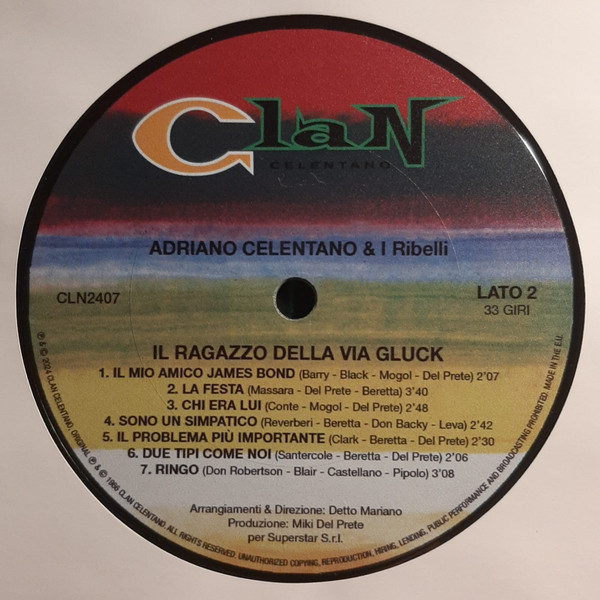 Clan
CELENTANO
ADRIANO CELENTANO & I Ribelli
CLN2407
LATO 2
33 GIRI
IL RAGAZZO DELLA VIA GLUCK
1. IL MIO AMICO JAMES BOND (Barry - Black - Mogol - Del Prete) 2'07
2. LA FESTA (Massara - Del Prete - Beretta) 3'40
3. CHI ERA LUI (Conte - Mogol - Del Prete) 2'48
4. SONO UN SIMPATICO (Reverberi - Beretta - Don Backy - Leva) 2'42
5. IL PROBLEMA PIÙ IMPORTANTE (Clark - Beretta - Del Prete) 2'30
6. DUE TIPI COME NOI (Santercole - Beretta - Del Prete) 2'06
7. RINGO (Don Robertson - Blair - Castellano - Pipolo) 3'08
Arrangiamenti & Direzione: Detto Mariano
Produzione: Miki Del Prete
per Superstar S.r.l.
℗ & © 2024 CLAN CELENTANO, ORIGINAL ℗ & © 1966 CLAN CELENTANO. ALL RIGHTS RESERVED. UNAUTHORIZED COPYING, REPRODUCTION, HIRING, LENDING, PUBLIC PERFORMANCE AND BROADCASTING PROHIBITED. MADE IN THE E.U.